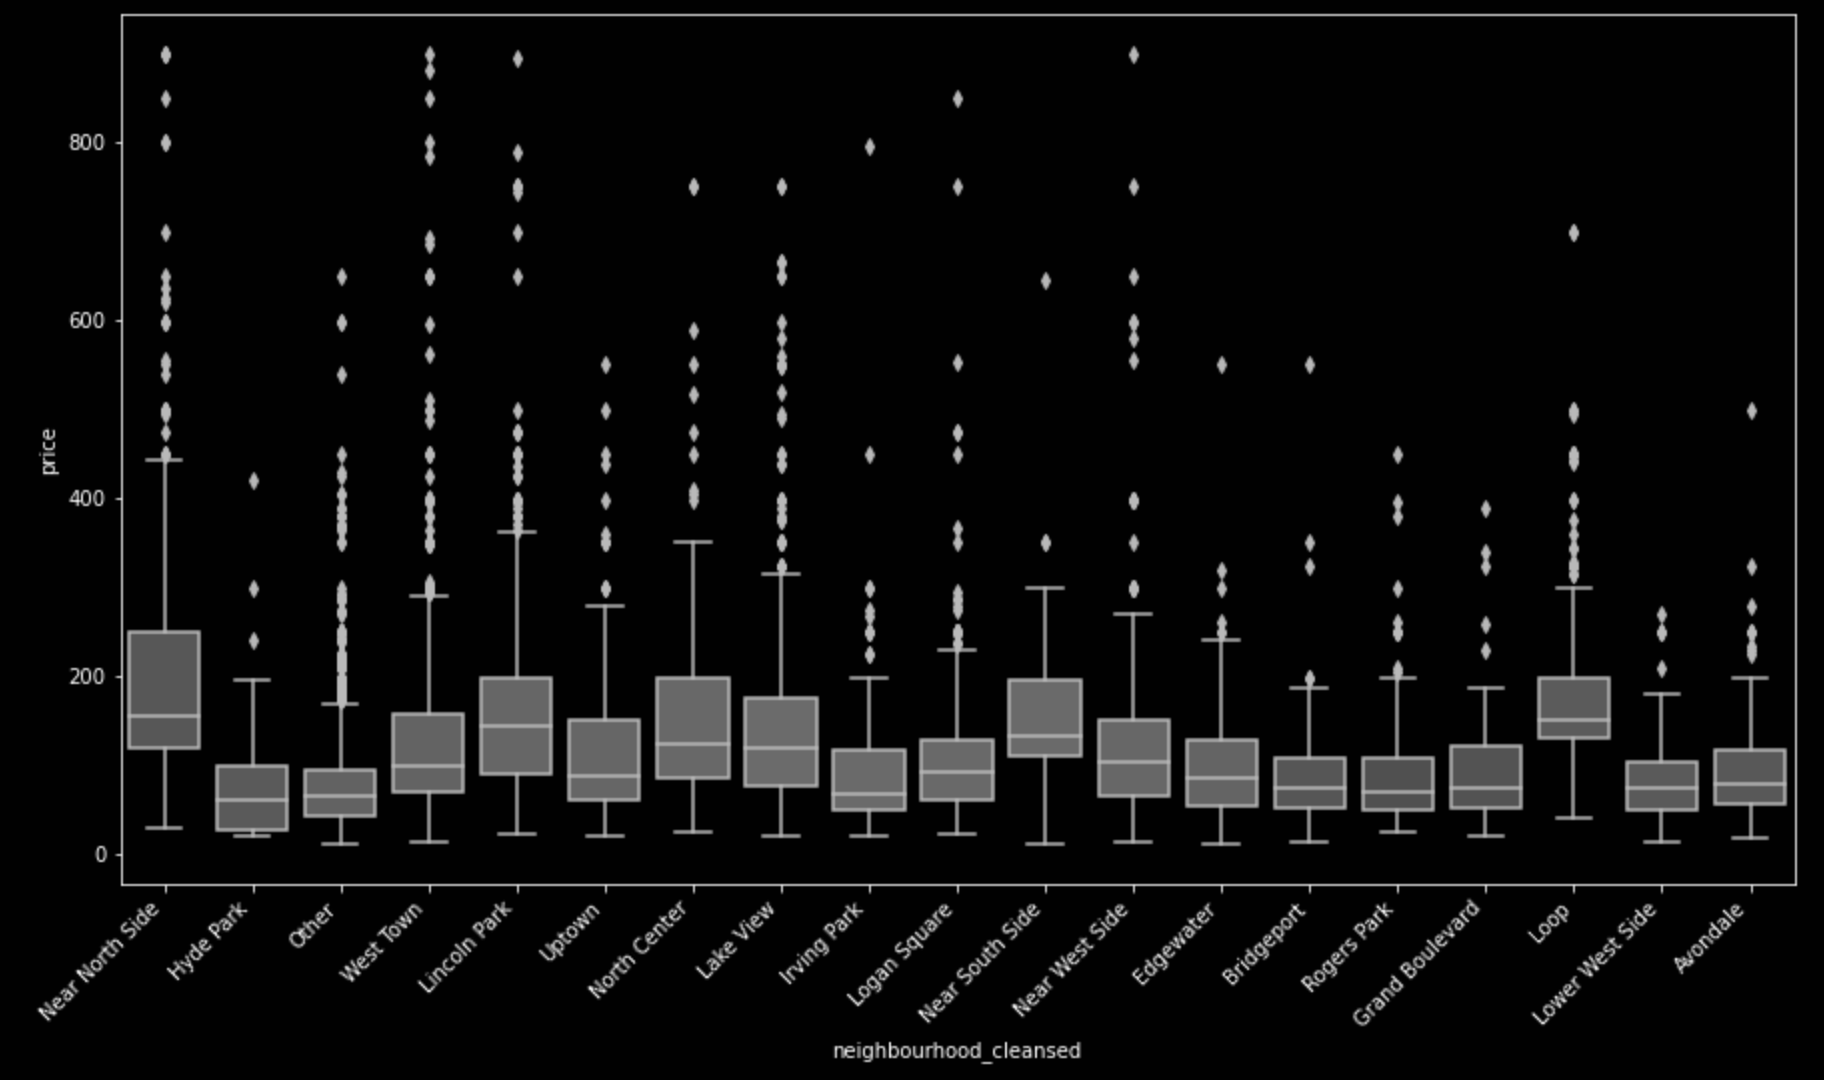 800
600
400
200
0
price
Near North Side
Hyde Park
Other
West Town
Lincoln Park
Uptown
North Center
Lake View
Irving Park
Logan Square
Near South Side
Near West Side
Edgewater
Bridgeport
Rogers Park
Grand Boulevard
Loop
Lower West Side
Avondale
neighbourhood_cleansed